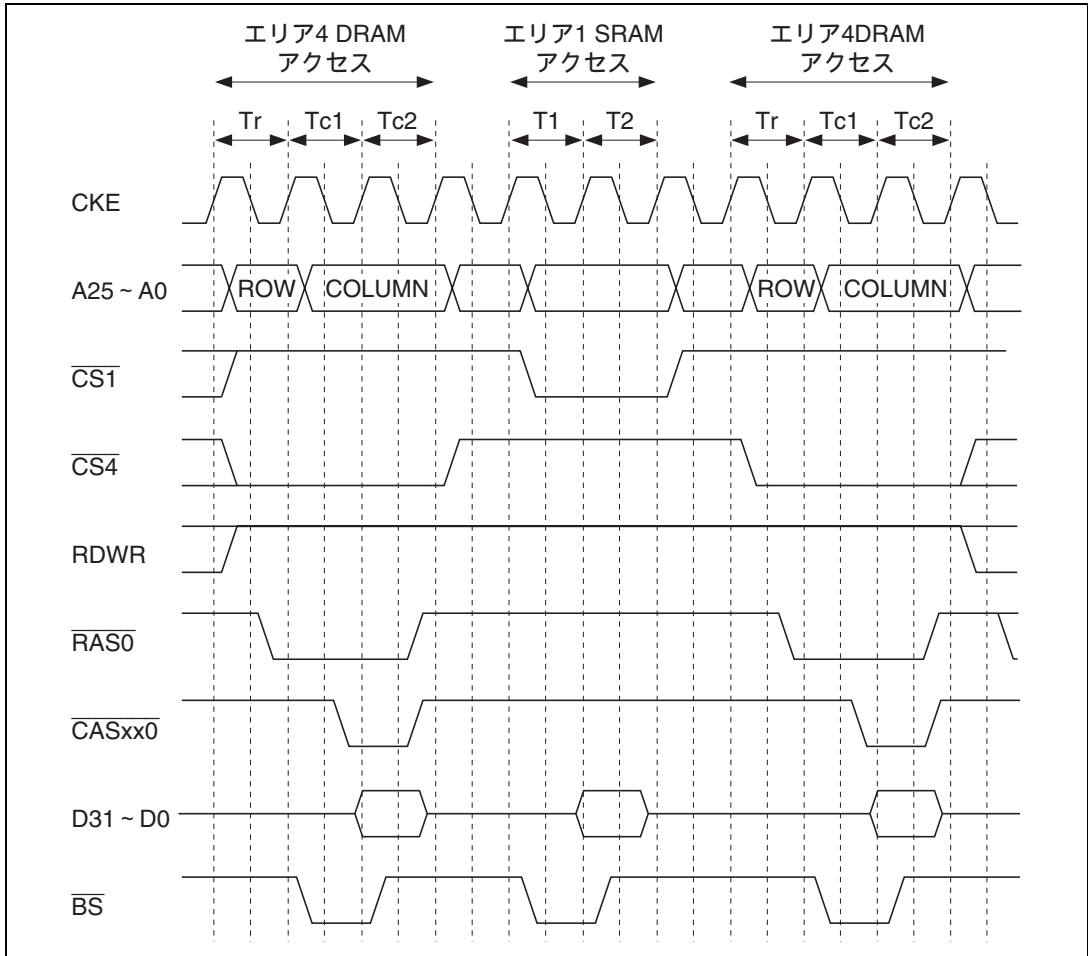 エリア4 DRAM
アクセス
エリア1 SRAM
アクセス
エリア4DRAM
アクセス
Tr Tc1 Tc2 T1 T2 Tr Tc1 Tc2
CKE
A25 ~ A0 ROW COLUMN ROW COLUMN
CS1
CS4
RDWR
RAS0
CASxx0
D31 ~ D0
BS